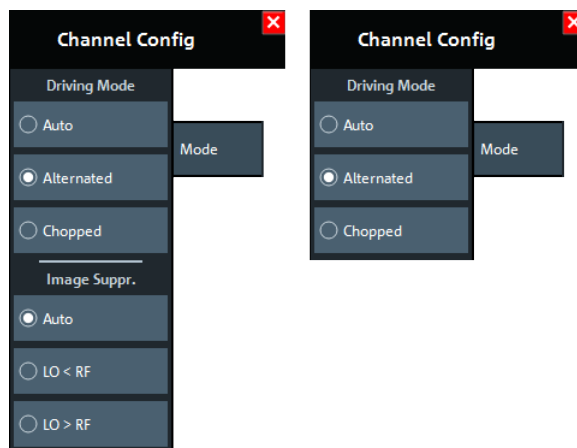 Channel Config
Driving Mode
Auto
Alternated
Chopped
Mode
Image Suppr.
Auto
LO < RF
LO > RF
Channel Config
Driving Mode
Auto
Alternated
Chopped
Mode